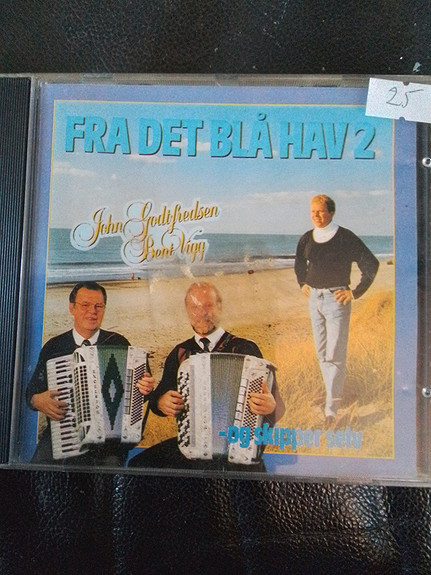 FRA DET BLÅ HAV 2
25
John Godtfredsen
Bent Vigg
-og skipper selv